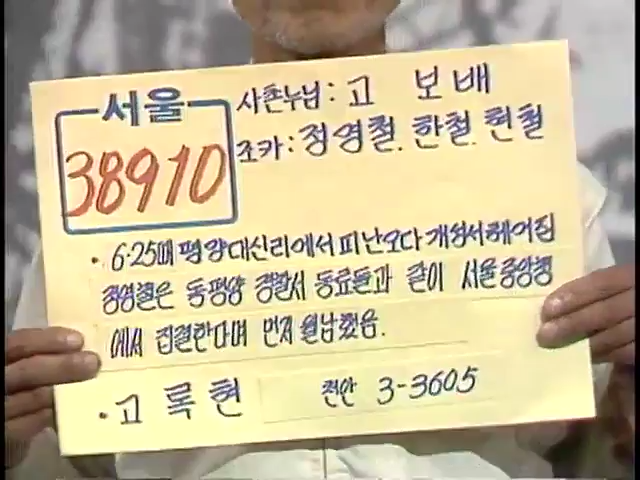 서울
38910
사촌누님: 고 보배
조카: 정영철. 한철. 현철
• 6.25때 평양대신리에서 피난오다 개성서헤어짐
정영철은 동평양 경찰서 동료들과 같이 서울중앙청
에서 집결한다며 먼저 월남했음.
• 고 록 현 천안 3-3605